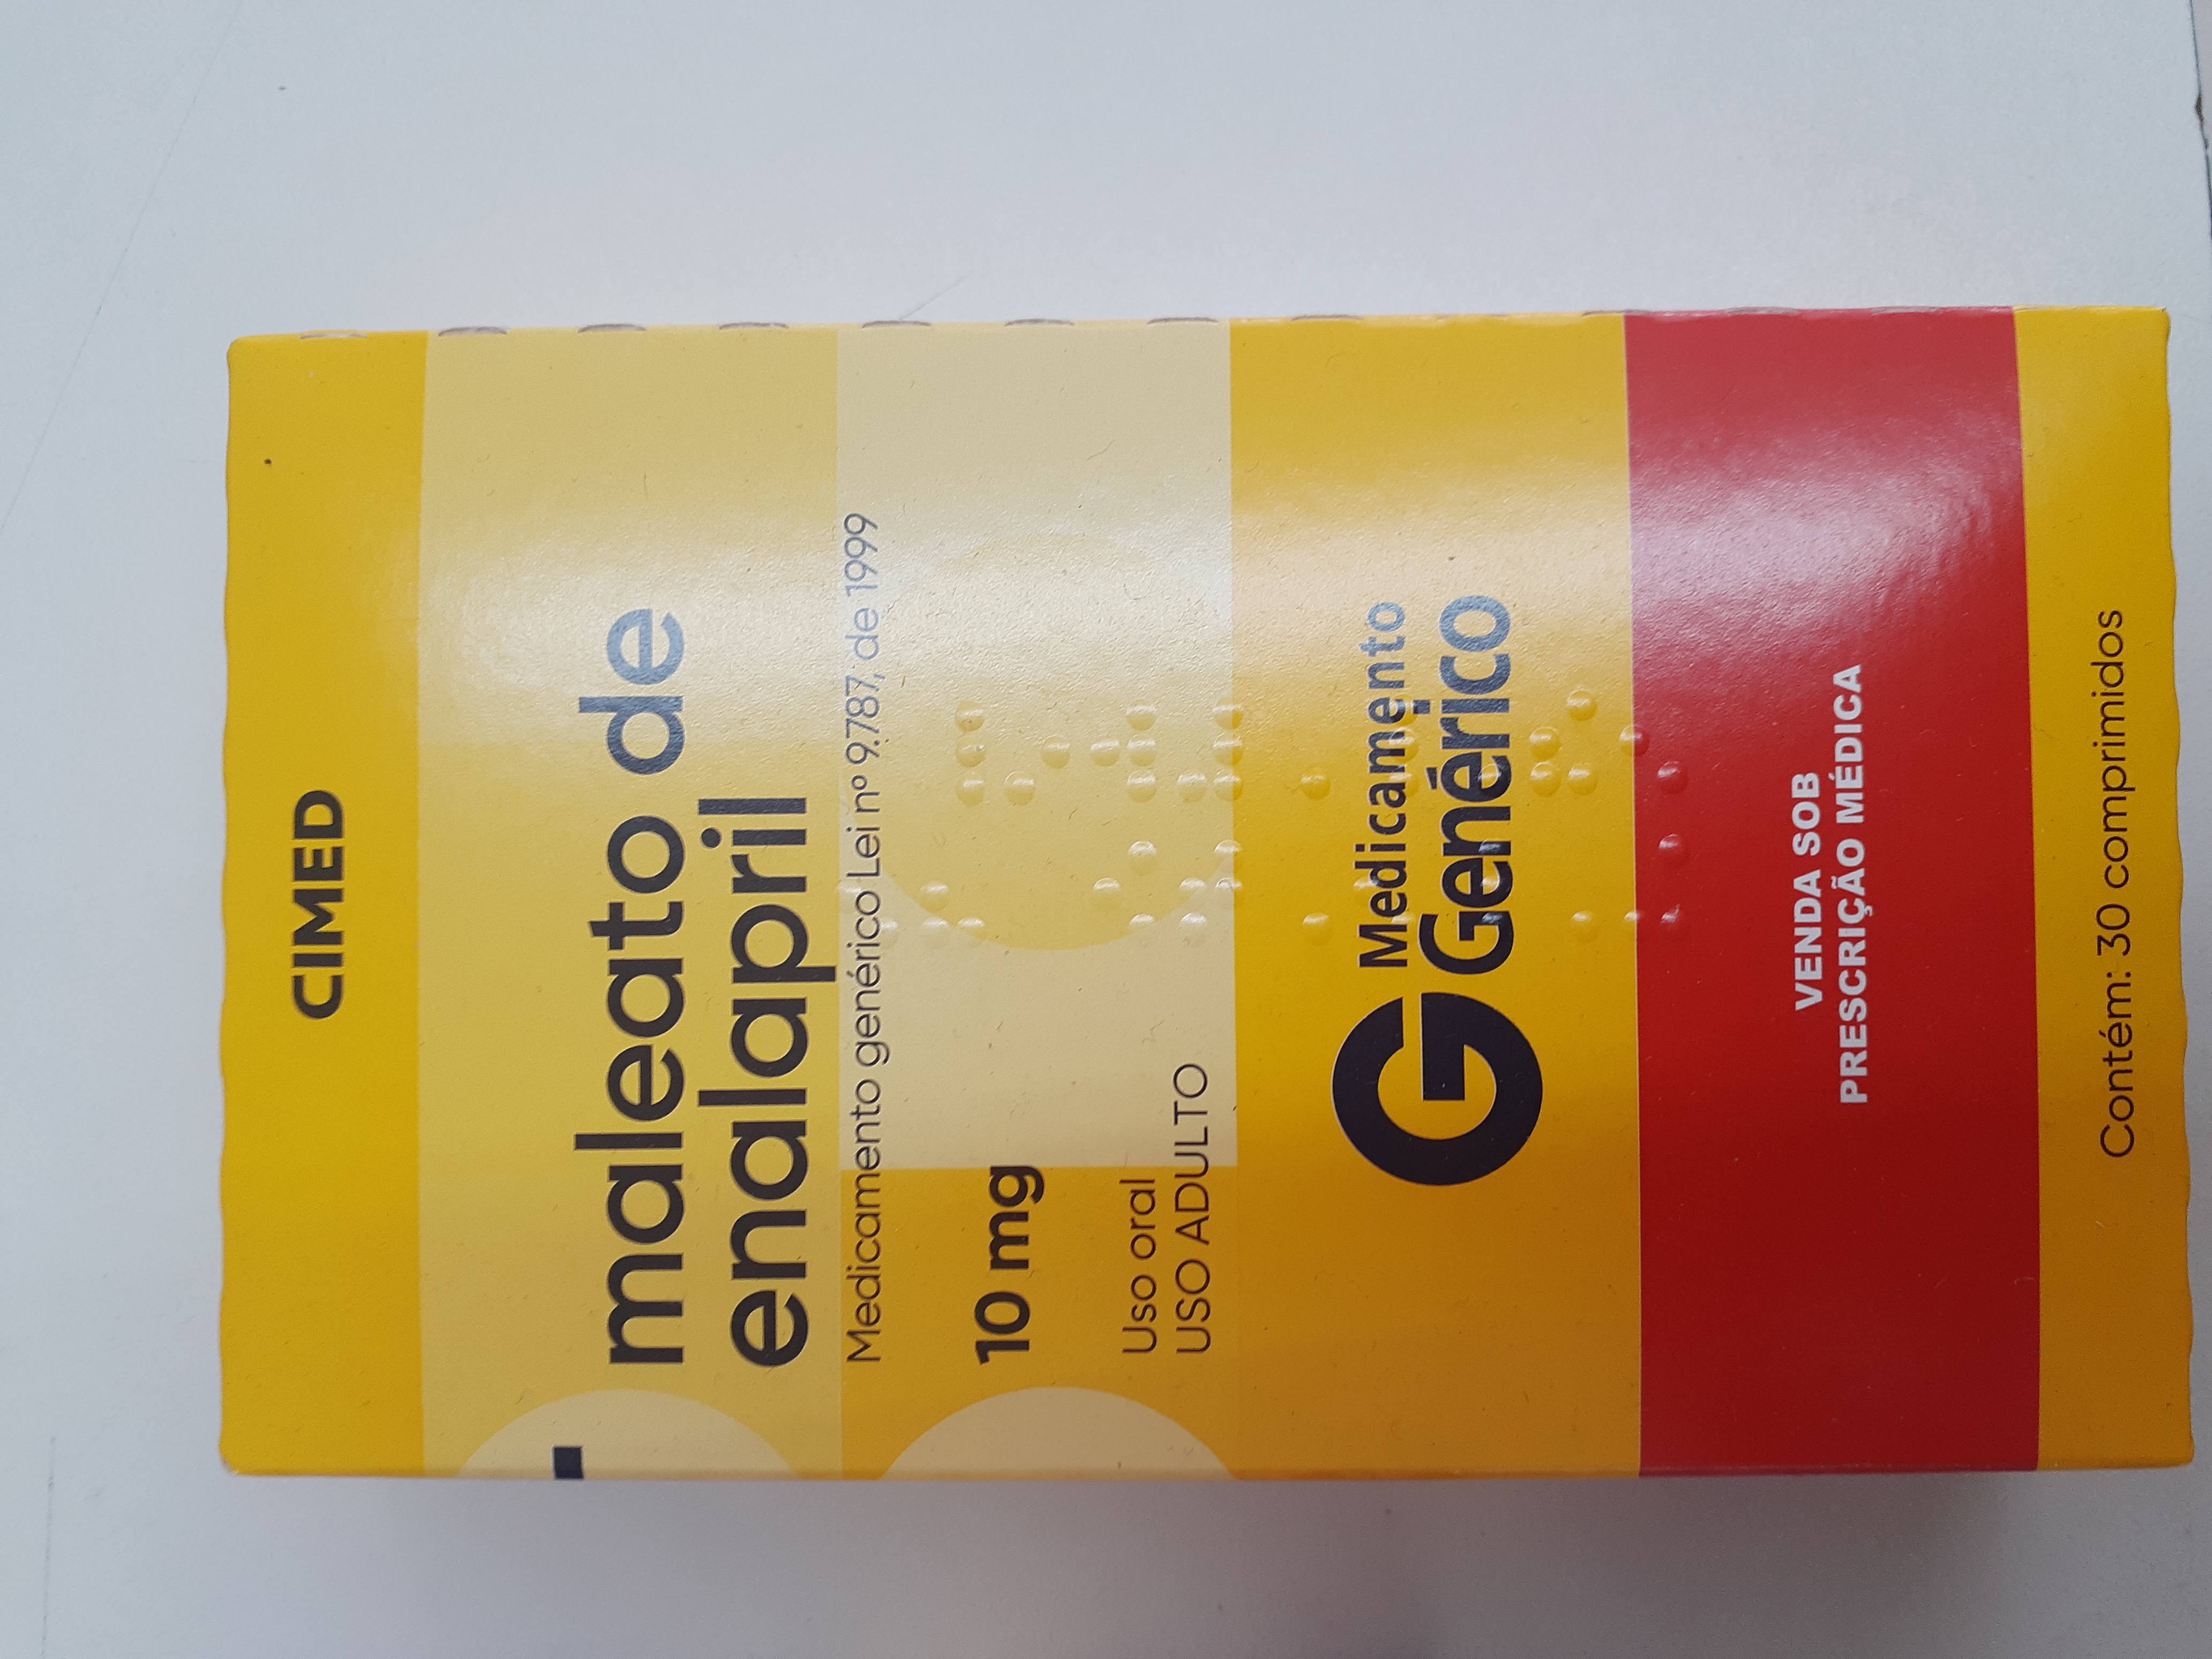 CIMED
maleato de
enalapril
Medicamento genérico Lei nº 9.787, de 1999
10 mg
Uso oral
USO ADULTO
G Medicamento
Genérico
VENDA SOB
PRESCRIÇÃO MÉDICA
Contém: 30 comprimidos